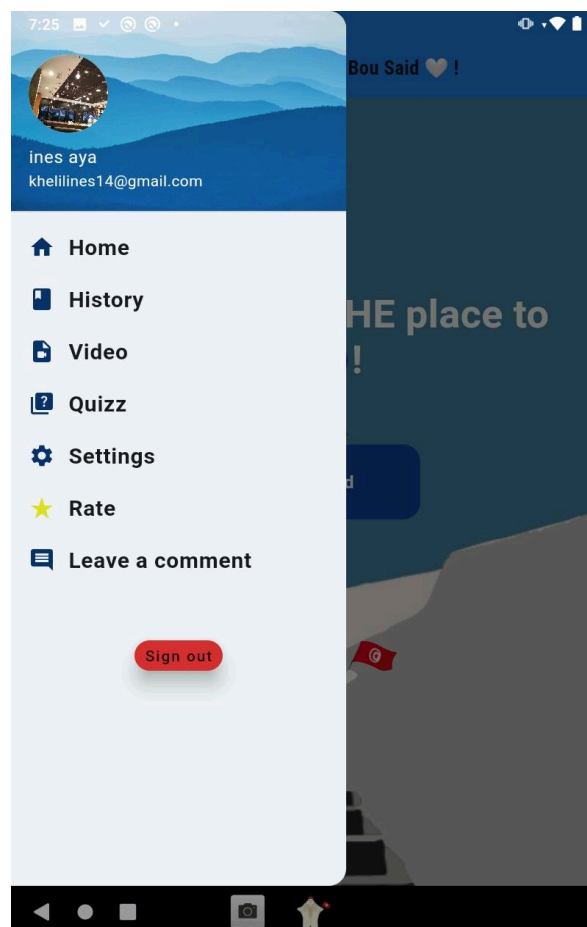 7:25
Bou Said 🤍 !
ines aya
khelilines14@gmail.com
Home
History
HE place to
!
Video
Quizz
Settings
d
Rate
Leave a comment
Sign out